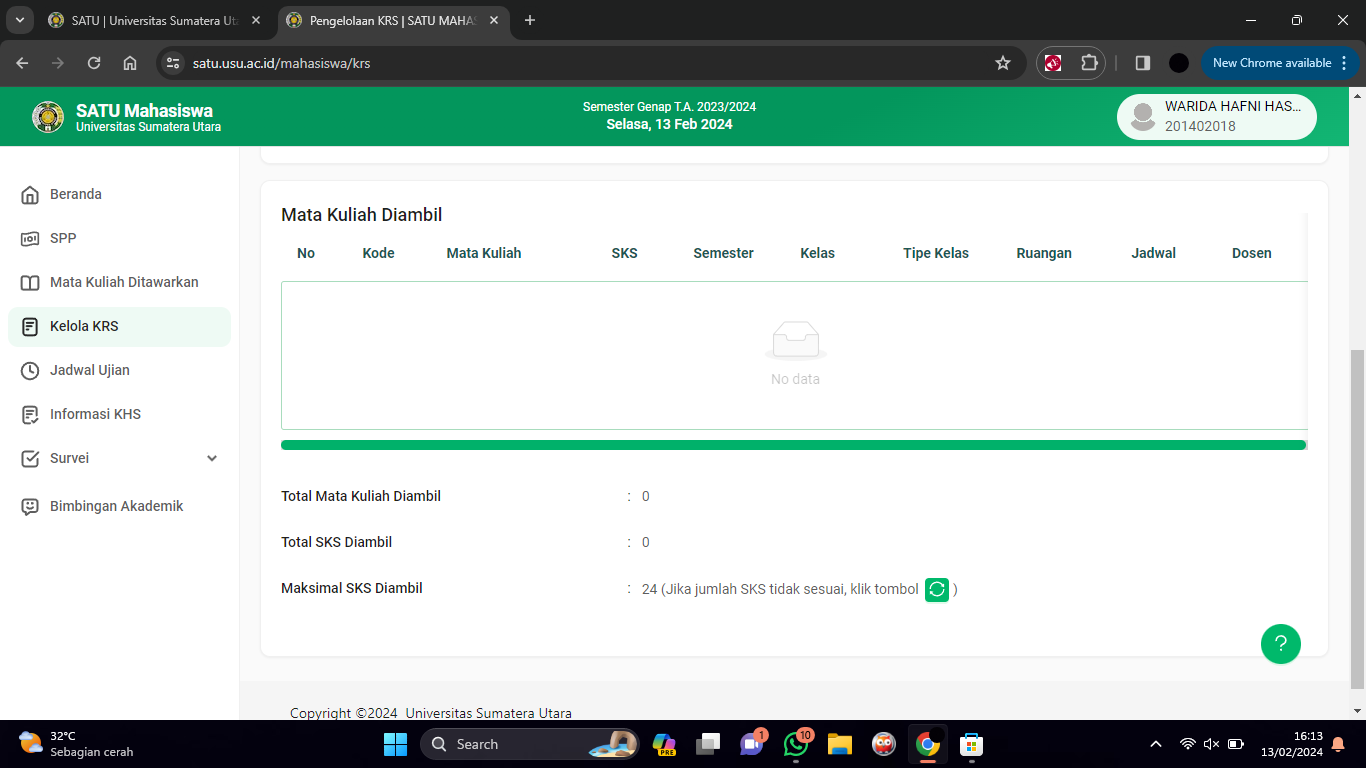 SATU | Universitas Sumatera Ut
Pengelolaan KRS | SATU MAHAS
satu.usu.ac.id/mahasiswa/krs
New Chrome available
SATU Mahasiswa
Universitas Sumatera Utara
Semester Genap T.A. 2023/2024
Selasa, 13 Feb 2024
WARIDA HAFNI HAS...
201402018
Beranda
SPP
Mata Kuliah Ditawarkan
Kelola KRS
Jadwal Ujian
Informasi KHS
Survei
Bimbingan Akademik
Mata Kuliah Diambil
No Kode Mata Kuliah SKS Semester Kelas Tipe Kelas Ruangan Jadwal Dosen
No data
Total Mata Kuliah Diambil : 0
Total SKS Diambil : 0
Maksimal SKS Diambil : 24 (Jika jumlah SKS tidak sesuai, klik tombol )
?
Copyright ©2024 Universitas Sumatera Utara
32°C
Sebagian cerah
Search
PRE
1
10
16:13
13/02/2024